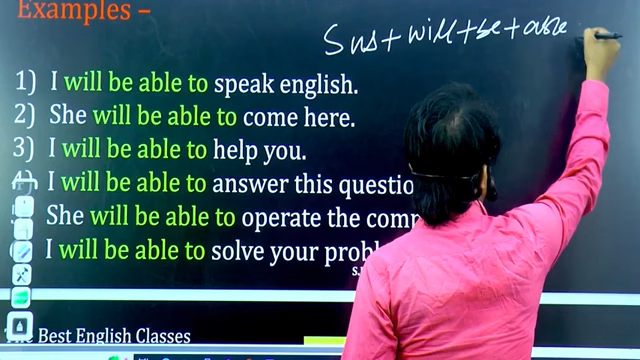 Examples –
Sub + will + be + able
1) I will be able to speak english.
2) She will be able to come here.
3) I will be able to help you.
4) I will be able to answer this questio
She will be able to operate the comp
I will be able to solve your prob
Best English Classes